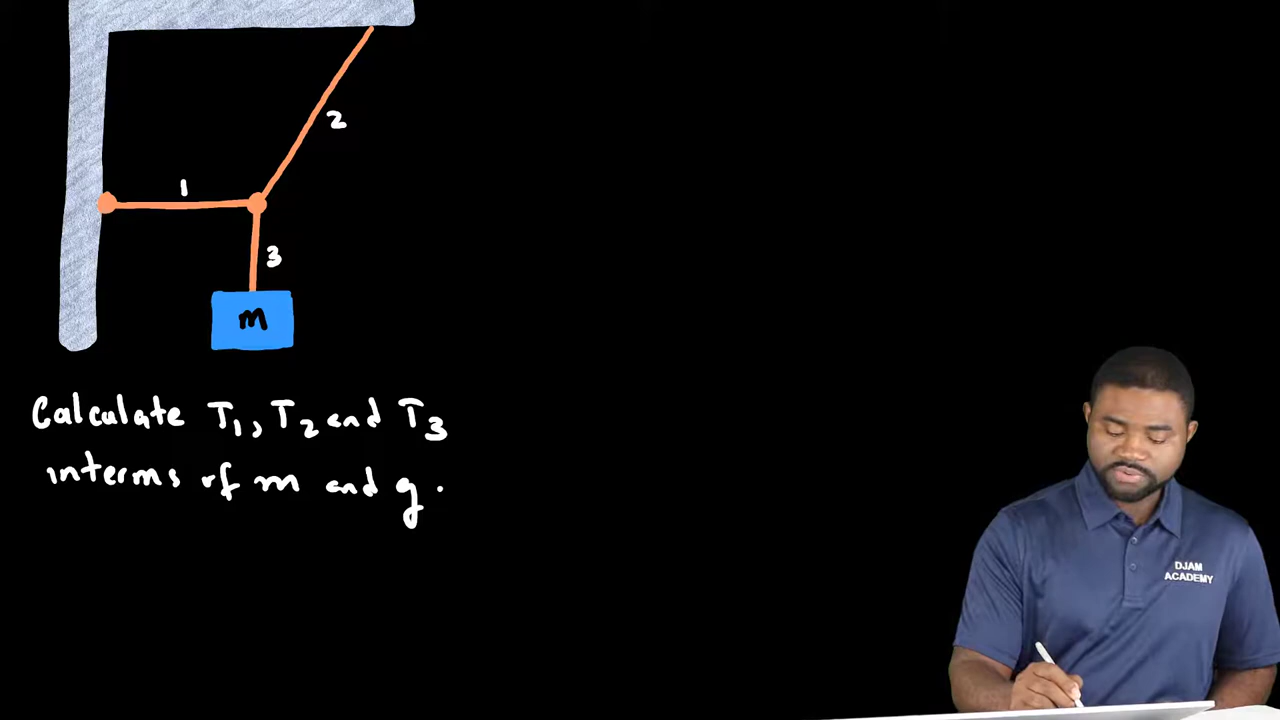 2
1
3
m
Calculate T1, T2 and T3
interms of m and g.
DJAM
ACADEMY